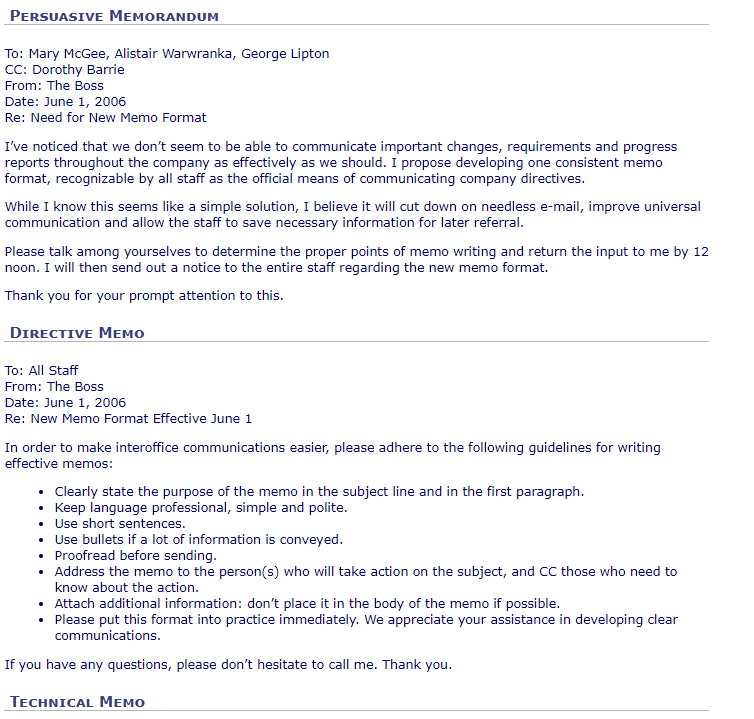 Persuasive Memorandum
To: Mary McGee, Alistair Warwranka, George Lipton
CC: Dorothy Barrie
From: The Boss
Date: June 1, 2006
Re: Need for New Memo Format
I’ve noticed that we don’t seem to be able to communicate important changes, requirements and progress
reports throughout the company as effectively as we should. I propose developing one consistent memo
format, recognizable by all staff as the official means of communicating company directives.
While I know this seems like a simple solution, I believe it will cut down on needless e-mail, improve universal
communication and allow the staff to save necessary information for later referral.
Please talk among yourselves to determine the proper points of memo writing and return the input to me by 12
noon. I will then send out a notice to the entire staff regarding the new memo format.
Thank you for your prompt attention to this.
Directive Memo
To: All Staff
From: The Boss
Date: June 1, 2006
Re: New Memo Format Effective June 1
In order to make interoffice communications easier, please adhere to the following guidelines for writing
effective memos:
• Clearly state the purpose of the memo in the subject line and in the first paragraph.
• Keep language professional, simple and polite.
• Use short sentences.
• Use bullets if a lot of information is conveyed.
• Proofread before sending.
• Address the memo to the person(s) who will take action on the subject, and CC those who need to
know about the action.
• Attach additional information: don’t place it in the body of the memo if possible.
• Please put this format into practice immediately. We appreciate your assistance in developing clear
communications.
If you have any questions, please don’t hesitate to call me. Thank you.
Technical Memo